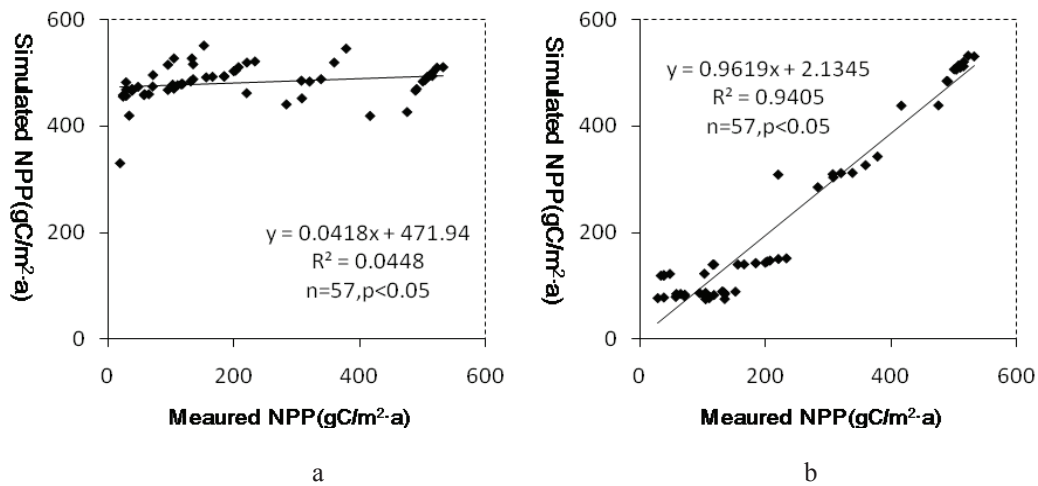 600
400
200
0
Simulated NPP(gC/m²·a)
y = 0.0418x + 471.94
R² = 0.0448
n=57,p<0.05
0 200 400 600
Meaured NPP(gC/m²·a)
a
600
400
200
0
Simulated NPP(gC/m²·a)
y = 0.9619x + 2.1345
R² = 0.9405
n=57,p<0.05
0 200 400 600
Meaured NPP(gC/m²·a)
b